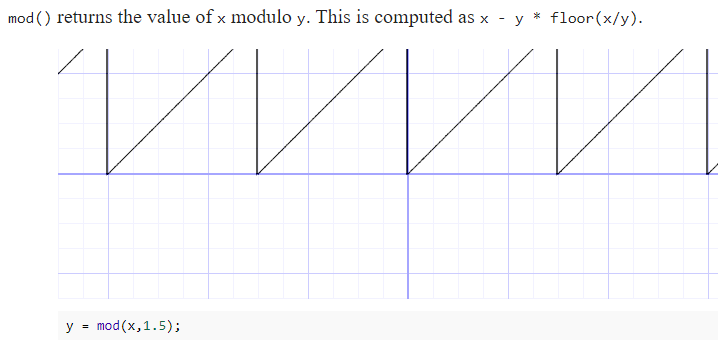 mod() returns the value of x modulo y. This is computed as x - y * floor(x/y).
y = mod(x,1.5);